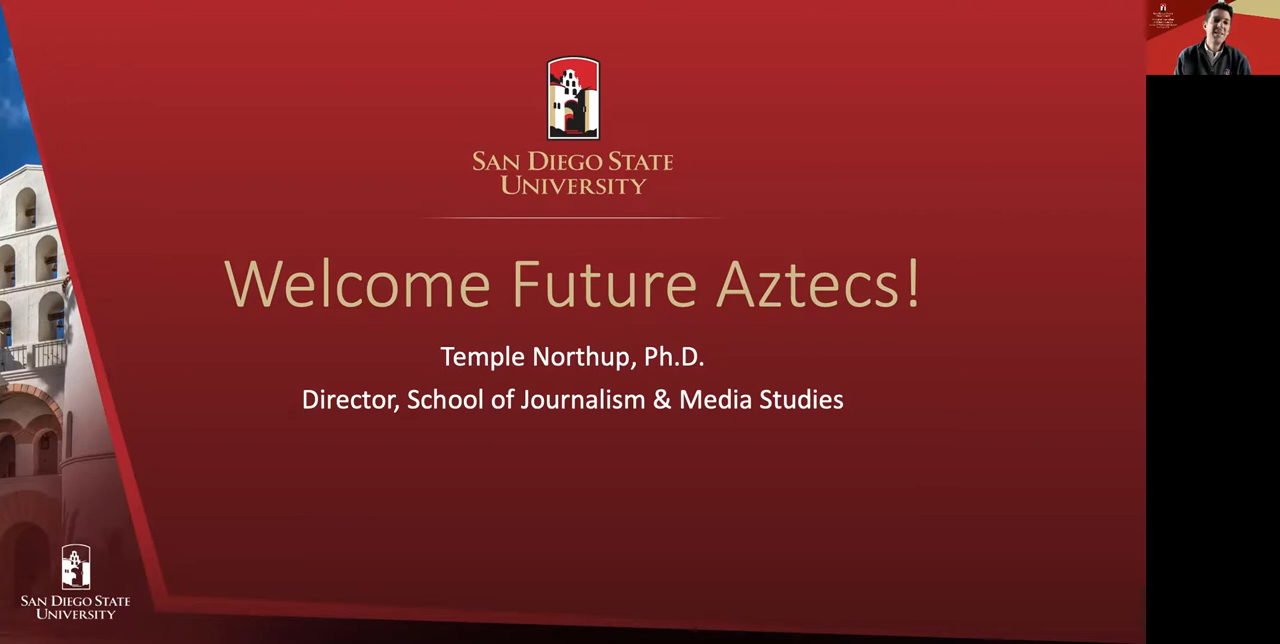 SAN DIEGO STATE
UNIVERSITY
Welcome Future Aztecs!
Temple Northup, Ph.D.
Director, School of Journalism & Media Studies
SAN DIEGO STATE
UNIVERSITY